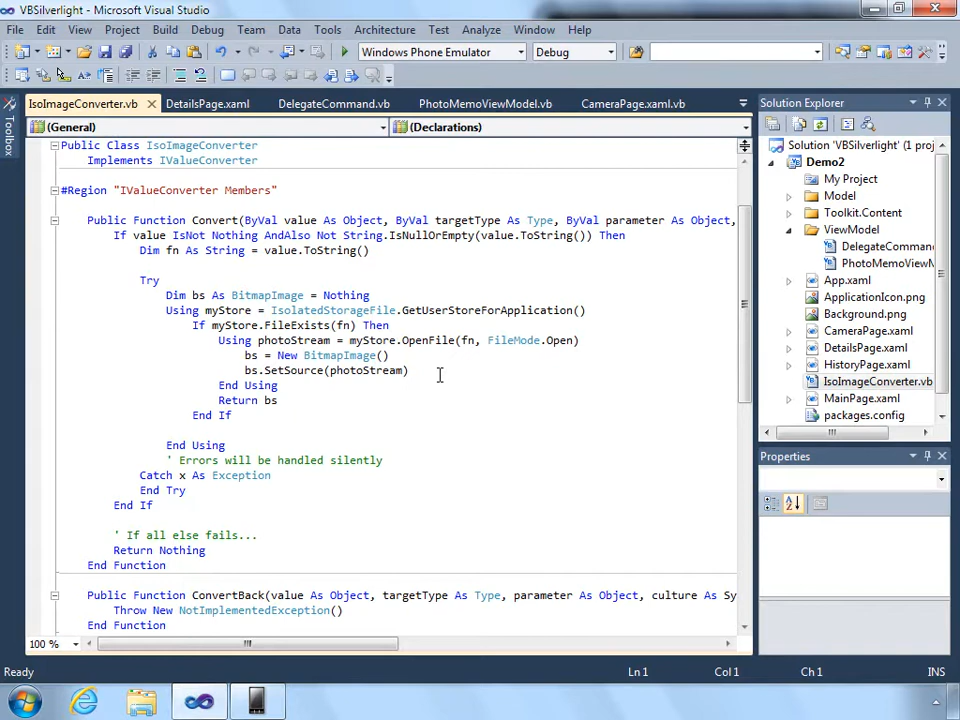 VBSilverlight - Microsoft Visual Studio
File Edit View Project Build Debug Team Data Tools Architecture Test Analyze Window Help
Windows Phone Emulator Debug
IsoImageConverter.vb DetailsPage.xaml DelegateCommand.vb PhotoMemoViewModel.vb CameraPage.xaml.vb
(General) (Declarations)
Public Class IsoImageConverter
Implements IValueConverter
#Region "IValueConverter Members"
Public Function Convert(ByVal value As Object, ByVal targetType As Type, ByVal parameter As Object,
If value IsNot Nothing AndAlso Not String.IsNullOrEmpty(value.ToString()) Then
Dim fn As String = value.ToString()
Try
Dim bs As BitmapImage = Nothing
Using myStore = IsolatedStorageFile.GetUserStoreForApplication()
If myStore.FileExists(fn) Then
Using photoStream = myStore.OpenFile(fn, FileMode.Open)
bs = New BitmapImage()
bs.SetSource(photoStream)
End Using
Return bs
End If
End Using
' Errors will be handled silently
Catch x As Exception
End Try
End If
' If all else fails...
Return Nothing
End Function
Public Function ConvertBack(value As Object, targetType As Type, parameter As Object, culture As Sy
Throw New NotImplementedException()
End Function
100 %
Toolbox
Solution Explorer
Solution 'VBSilverlight' (1 proj
Demo2
My Project
Model
Toolkit.Content
ViewModel
DelegateComman
PhotoMemoViewM
App.xaml
ApplicationIcon.png
Background.png
CameraPage.xaml
DetailsPage.xaml
HistoryPage.xaml
IsoImageConverter.vb
MainPage.xaml
packages.config
Properties
Ready Ln 1 Col 1 Ch 1 INS